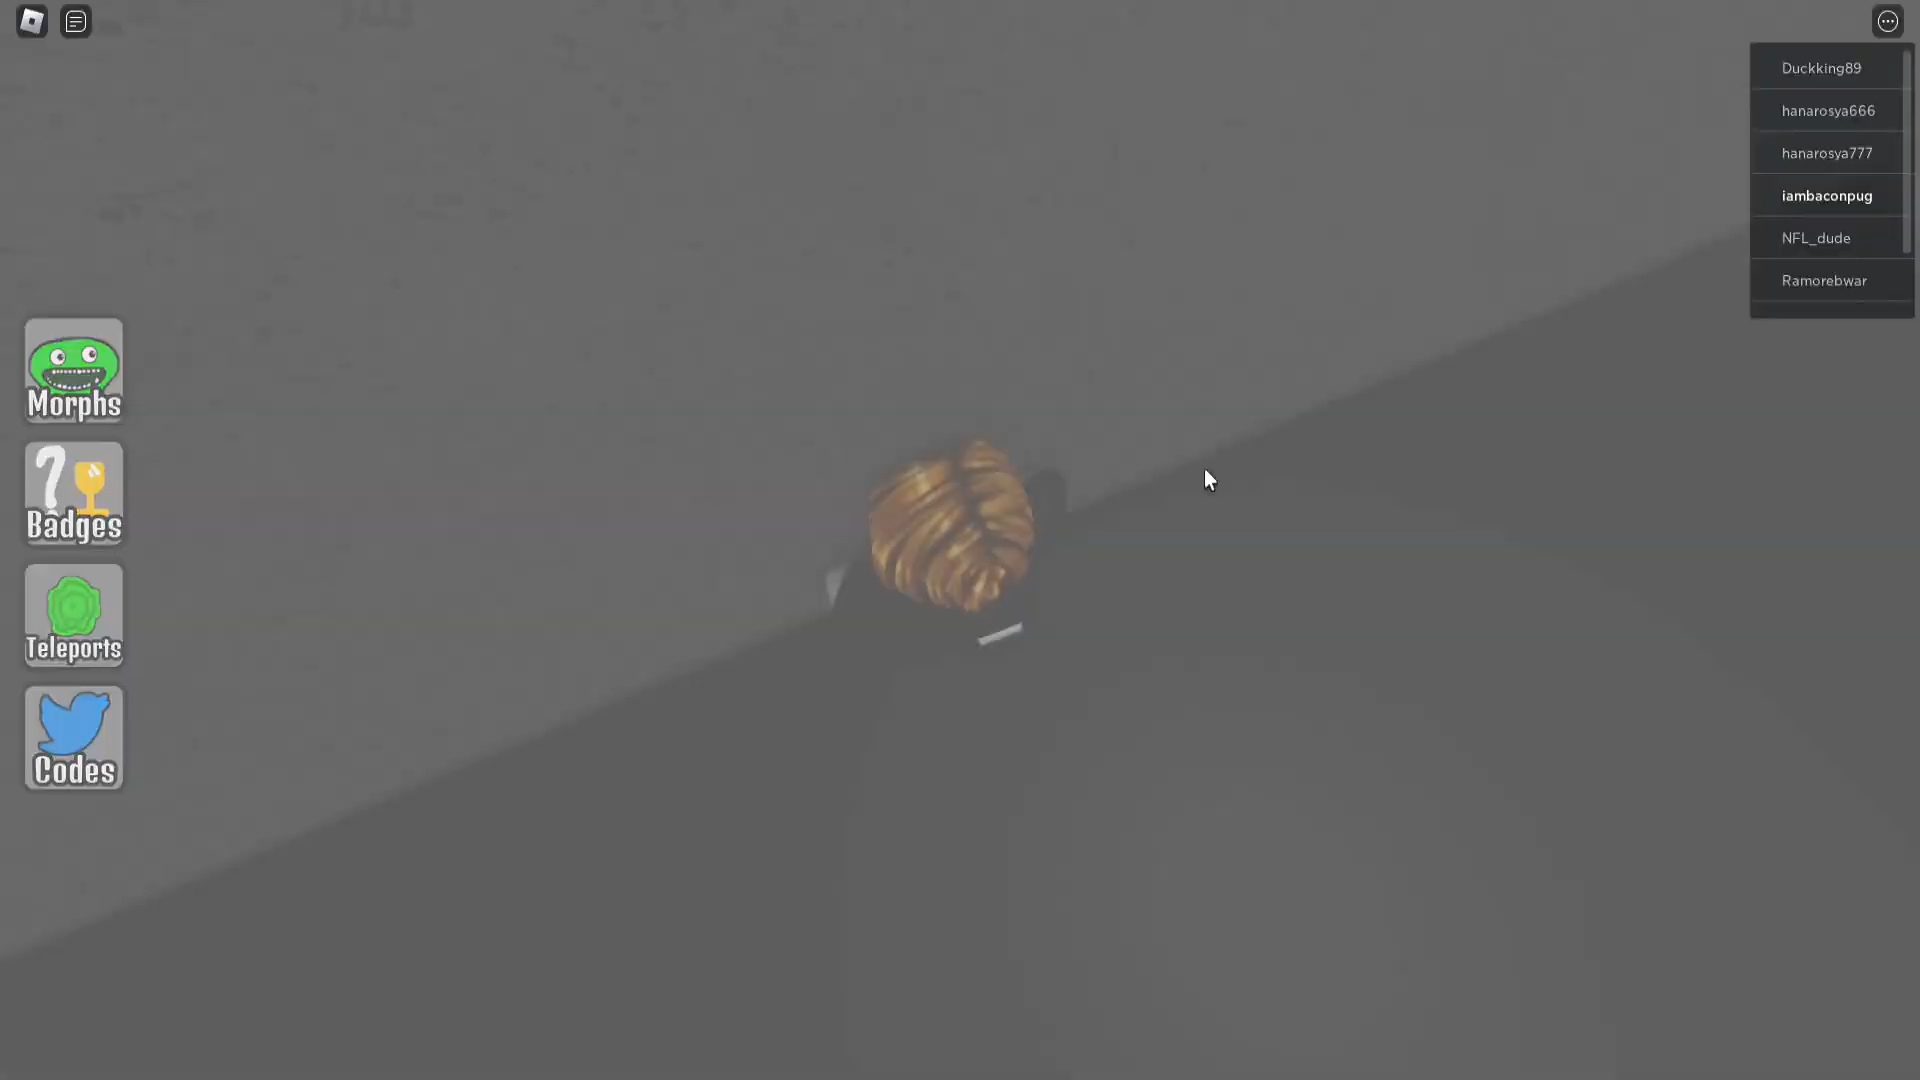 Duckking89
hanarosya666
hanarosya777
iambaconpug
NFL_dude
Ramorebwar
Morphs
Badges
Teleports
Codes